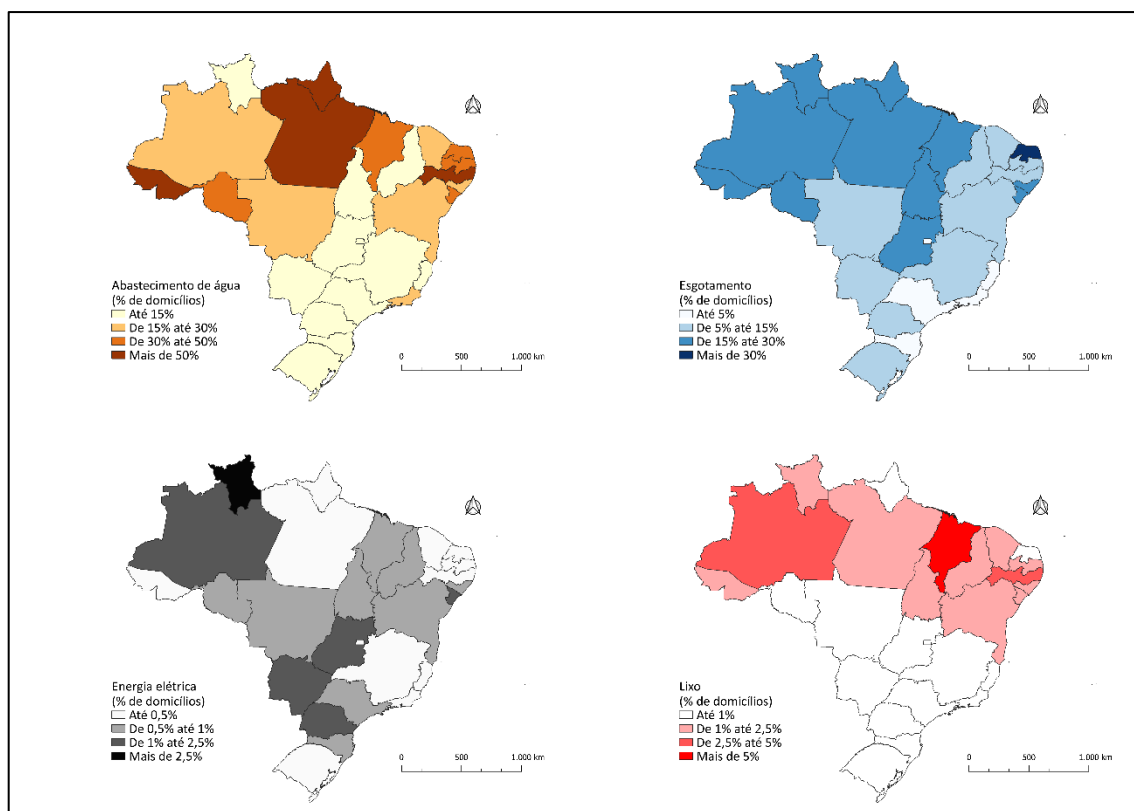 Abastecimento de água
(% de domicílios)
Até 15%
De 15% até 30%
De 30% até 50%
Mais de 50%
0 500 1.000 km
Esgotamento
(% de domicílios)
Até 5%
De 5% até 15%
De 15% até 30%
Mais de 30%
0 500 1.000 km
Energia elétrica
(% de domicílios)
Até 0,5%
De 0,5% até 1%
De 1% até 2,5%
Mais de 2,5%
0 500 1.000 km
Lixo
(% de domicílios)
Até 1%
De 1% até 2,5%
De 2,5% até 5%
Mais de 5%
0 500 1.000 km